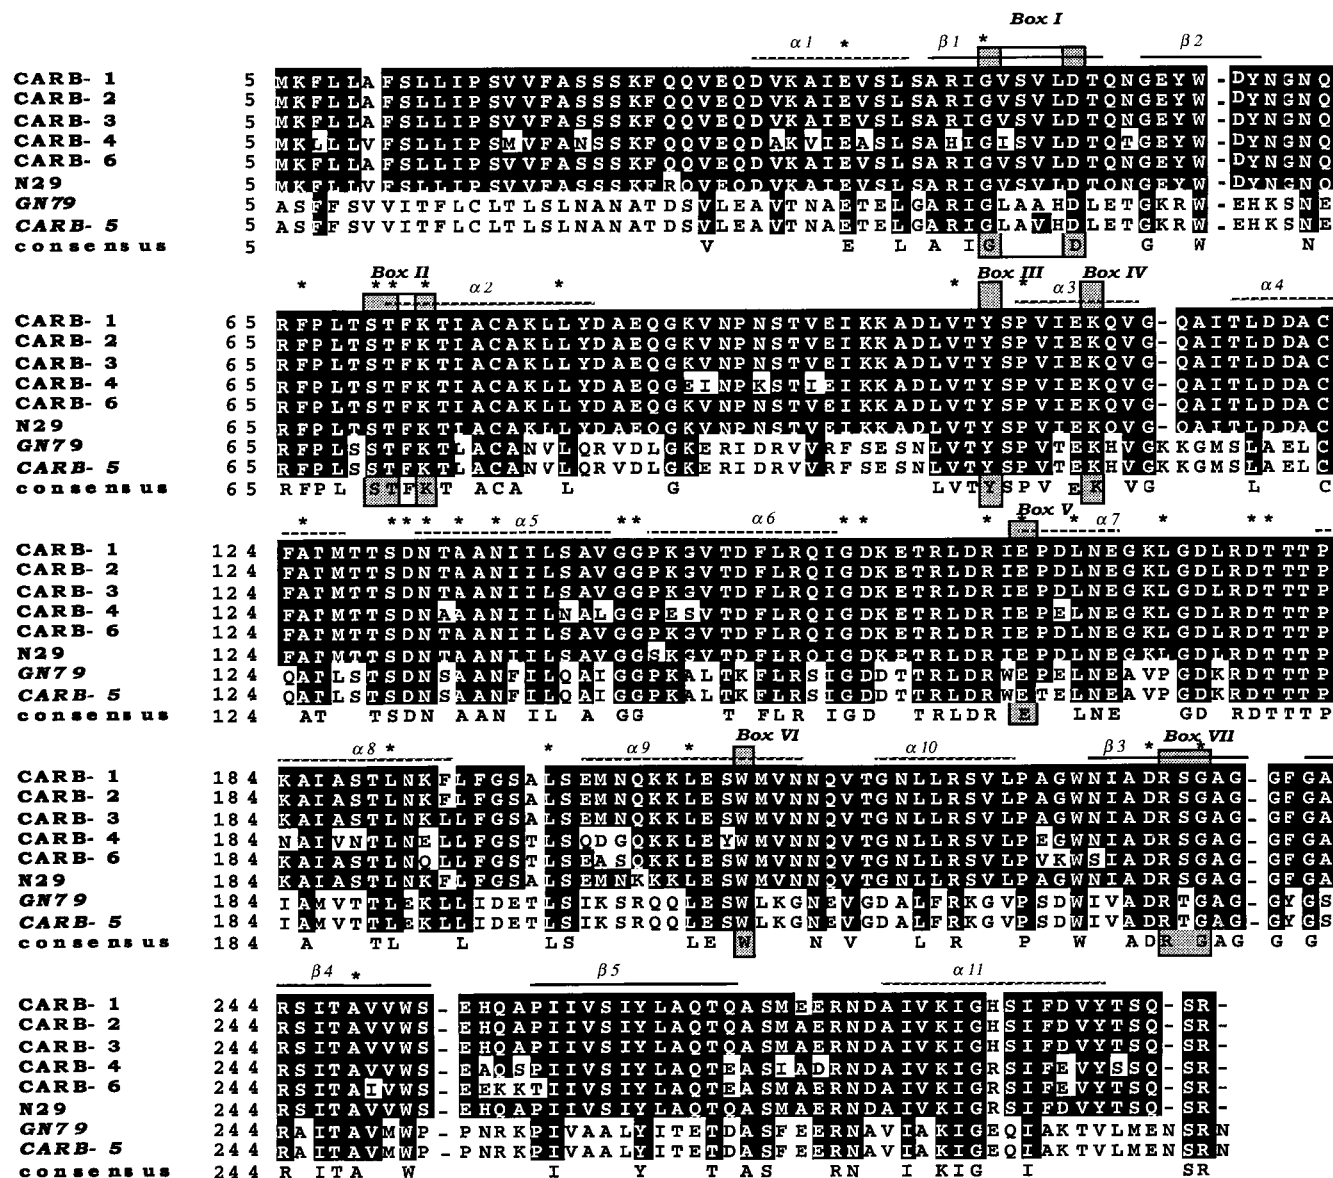 Box I
α1 * β1 * β2
CARB-1 5 MKFLLAFSLLIPSVVFASSSKFQQVEQDVKAIEVSLSARIGVSVLDTQNGEYW-DYNGNQ
CARB-2 5 MKFLLAFSLLIPSVVFASSSKFQQVEQDVKAIEVSLSARIGVSVLDTQNGEYW-DYNGNQ
CARB-3 5 MKFLLAFSLLIPSVVFASSSKFQQVEQDVKAIEVSLSARIGVSVLDTQNGEYW-DYNGNQ
CARB-4 5 MKLLLVFSLLIPSMVFANSSKFQQVEQDAKVIEASLSAHIGISVLDTQTGEYW-DYNGNQ
CARB-6 5 MKFLLAFSLLIPSVVFASSSKFQQVEQDVKAIEVSLSARIGVSVLDTQNGEYW-DYNGNQ
N29 5 MKFLLVFSLLIPSVVFASSSKFRQVEQDVKAIEVSLSARIGVSVLDTQNGEYW-DYNGNQ
GN79 5 ASFFSVVITFLCLTLSLNANATDSVLEAVTNAETELGARIGLAAHDLETGKRW-EHKSNE
CARB-5 5 ASFFSVVITFLCLTLSLNANATDSVLEAVTNAETELGARIGLAVHDLETGKRW-EHKSNE
consensus 5 V E L A I G D G W N
Box II Box III Box IV
* * * * α2 * * * α3 α4
CARB-1 65 RFPLTSTFKTIACAKLLYDAEQGKVNPNSTVEIKKADLVTYSPVIEKQVG-QAITLDDAC
CARB-2 65 RFPLTSTFKTIACAKLLYDAEQGKVNPNSTVEIKKADLVTYSPVIEKQVG-QAITLDDAC
CARB-3 65 RFPLTSTFKTIACAKLLYDAEQGKVNPNSTVEIKKADLVTYSPVIEKQVG-QAITLDDAC
CARB-4 65 RFPLTSTFKTIACAKLLYDAEQGEINPKSTIEIKKADLVTYSPVIEKQVG-QAITLDDAC
CARB-6 65 RFPLTSTFKTIACAKLLYDAEQGKVNPNSTVEIKKADLVTYSPVIEKQVG-QAITLDDAC
N29 65 RFPLTSTFKTIACAKLLYDAEQGKVNPNSTVEIKKADLVTYSPVIEKQVG-QAITLDDAC
GN79 65 RFPLSSTFKTLACANVLQRVDLGKERIDRVVRFSESNLVTYSPVTEKHVGKKGMSLAELC
CARB-5 65 RFPLSSTFKTLACANVLQRVDLGKERIDRVVRFSESNLVTYSPVTEKHVGKKGMSLAELC
consensus 65 RFPL STFKT ACA L G LVTYSPV EK VG L C
Box V
* * * * * * α5 * * α6 * * * * * α7 * * *
CARB-1 124 FATMTTSDNTAANIILSAVGGPKGVTDFLRQIGDKETRLDRIEPDLNEGKLGDLRDTTTP
CARB-2 124 FATMTTSDNTAANIILSAVGGPKGVTDFLRQIGDKETRLDRIEPDLNEGKLGDLRDTTTP
CARB-3 124 FATMTTSDNTAANIILSAVGGPKGVTDFLRQIGDKETRLDRIEPDLNEGKLGDLRDTTTP
CARB-4 124 FATMTTSDNAAANIILNALGGPESVTDFLRQIGDKETRLDRIEPELNEGKLGDLRDTTTP
CARB-6 124 FATMTTSDNTAANIILSAVGGPKGVTDFLRQIGDKETRLDRIEPDLNEGKLGDLRDTTTP
N29 124 FATMTTSDNTAANIILSAVGGSKGVTDFLRQIGDKETRLDRIEPDLNEGKLGDLRDTTTP
GN79 124 QATLSTSDNSAANFILQAIGGPKALTKFLRSIGDDTTRLDRWEPELNEAVPGDKRDTTTP
CARB-5 124 QATLSTSDNSAANFILQAIGGPKALTKFLRSIGDDTTRLDRWETELNEAVPGDKRDTTTP
consensus 124 AT TSDN AAN IL A GG T FLR IGD TRLDR E LNE GD RDTTTP
Box VI Box VII
α8 * * α9 * α10 β3 * *
CARB-1 184 KAIASTLNKFLFGSALSEMNQKKLESWMVNNQVTGNLLRSVLPAGWNIADRSGAG-GFGA
CARB-2 184 KAIASTLNKFLFGSALSEMNQKKLESWMVNNQVTGNLLRSVLPAGWNIADRSGAG-GFGA
CARB-3 184 KAIASTLNKLLFGSALSEMNQKKLESWMVNNQVTGNLLRSVLPAGWNIADRSGAG-GFGA
CARB-4 184 NAIVNTLNELLFGSTLSQDGQKKLEYWMVNNQVTGNLLRSVLPEGWNIADRSGAG-GFGA
CARB-6 184 KAIASTLNQLLFGSTLSEASQKKLESWMVNNQVTGNLLRSVLPVKWSIADRSGAG-GFGA
N29 184 KAIASTLNKFLFGSALSEMNKKKLESWMVNNQVTGNLLRSVLPAGWNIADRSGAG-GFGA
GN79 184 IAMVTTLEKLLIDETLSIKSRQQLESWLKGNEVGDALFRKGVPSDWIVADRTGAG-GYGS
CARB-5 184 IAMVTTLEKLLIDETLSIKSRQQLESWLKGNEVGDALFRKGVPSDWIVADRTGAG-GYGS
consensus 184 A TL L LS LE W N V L R P W ADR GAG G G
β4 * β5 α11
CARB-1 244 RSITAVVWS-EHQAPIIVSIYLAQTQASMEERNDAIVKIGHSIFDVYTSQ-SR-
CARB-2 244 RSITAVVWS-EHQAPIIVSIYLAQTQASMAERNDAIVKIGHSIFDVYTSQ-SR-
CARB-3 244 RSITAVVWS-EHQAPIIVSIYLAQTQASMAERNDAIVKIGHSIFDVYTSQ-SR-
CARB-4 244 RSITAVVWS-EAQSPIIVSIYLAQTEASIADRNDAIVKIGRSIFEVYSSQ-SR-
CARB-6 244 RSITAIVWS-EEKKTIIVSIYLAQTEASMAERNDAIVKIGRSIFEVYTSQ-SR-
N29 244 RSITAVVWS-EHQAPIIVSIYLAQTQASMAERNDAIVKIGRSIFDVYTSQ-SR-
GN79 244 RAITAVMWP-PNRKPIVAALYITETDASFEERNAVIAKIGEQIAKTVLMENSRN
CARB-5 244 RAITAVMWP-PNRKPIVAALYITETDASFEERNAVIAKIGEQIAKTVLMENSRN
consensus 244 R ITA W I Y T AS RN I KIG I SR